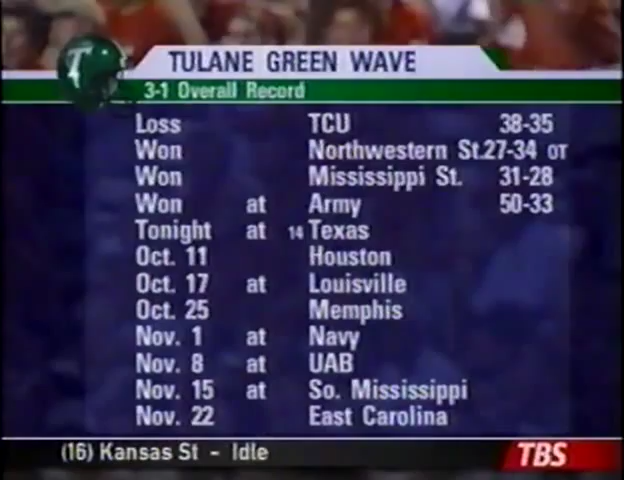 T
TULANE GREEN WAVE
3-1 Overall Record
Loss TCU 38-35
Won Northwestern St. 27-34 OT
Won Mississippi St. 31-28
Won at Army 50-33
Tonight at 14 Texas
Oct. 11 Houston
Oct. 17 at Louisville
Oct. 25 Memphis
Nov. 1 at Navy
Nov. 8 at UAB
Nov. 15 at So. Mississippi
Nov. 22 East Carolina
(16) Kansas St - Idle
TBS